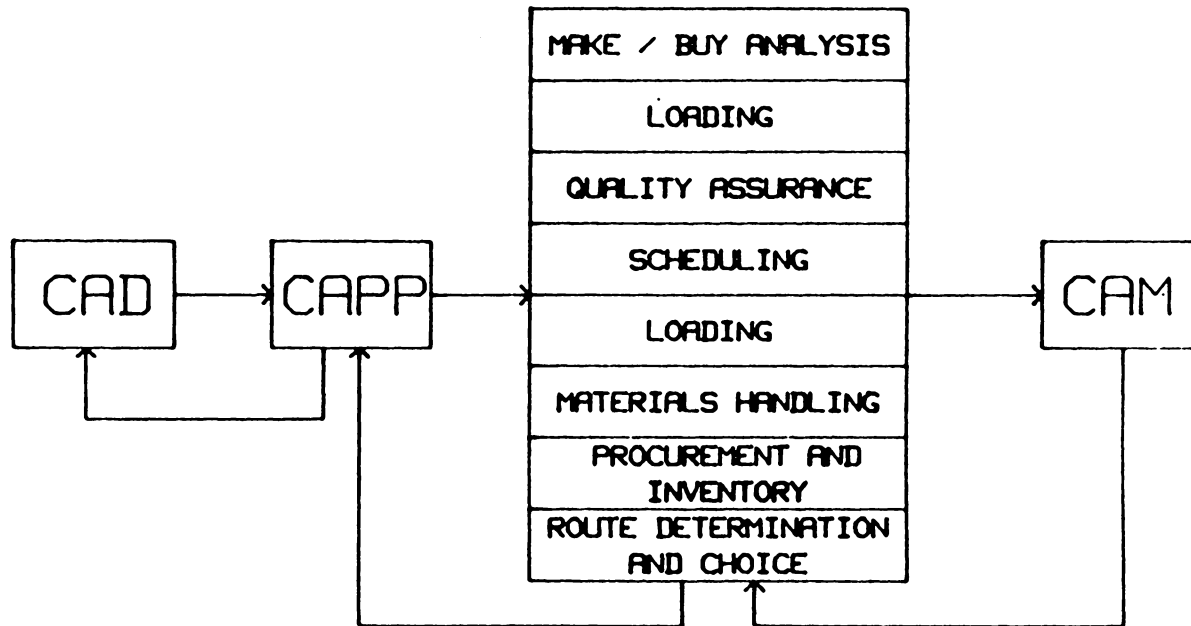 MAKE / BUY ANALYSIS
LOADING
QUALITY ASSURANCE
SCHEDULING
LOADING
MATERIALS HANDLING
PROCUREMENT AND
INVENTORY
ROUTE DETERMINATION
AND CHOICE
CAD
CAPP
CAM